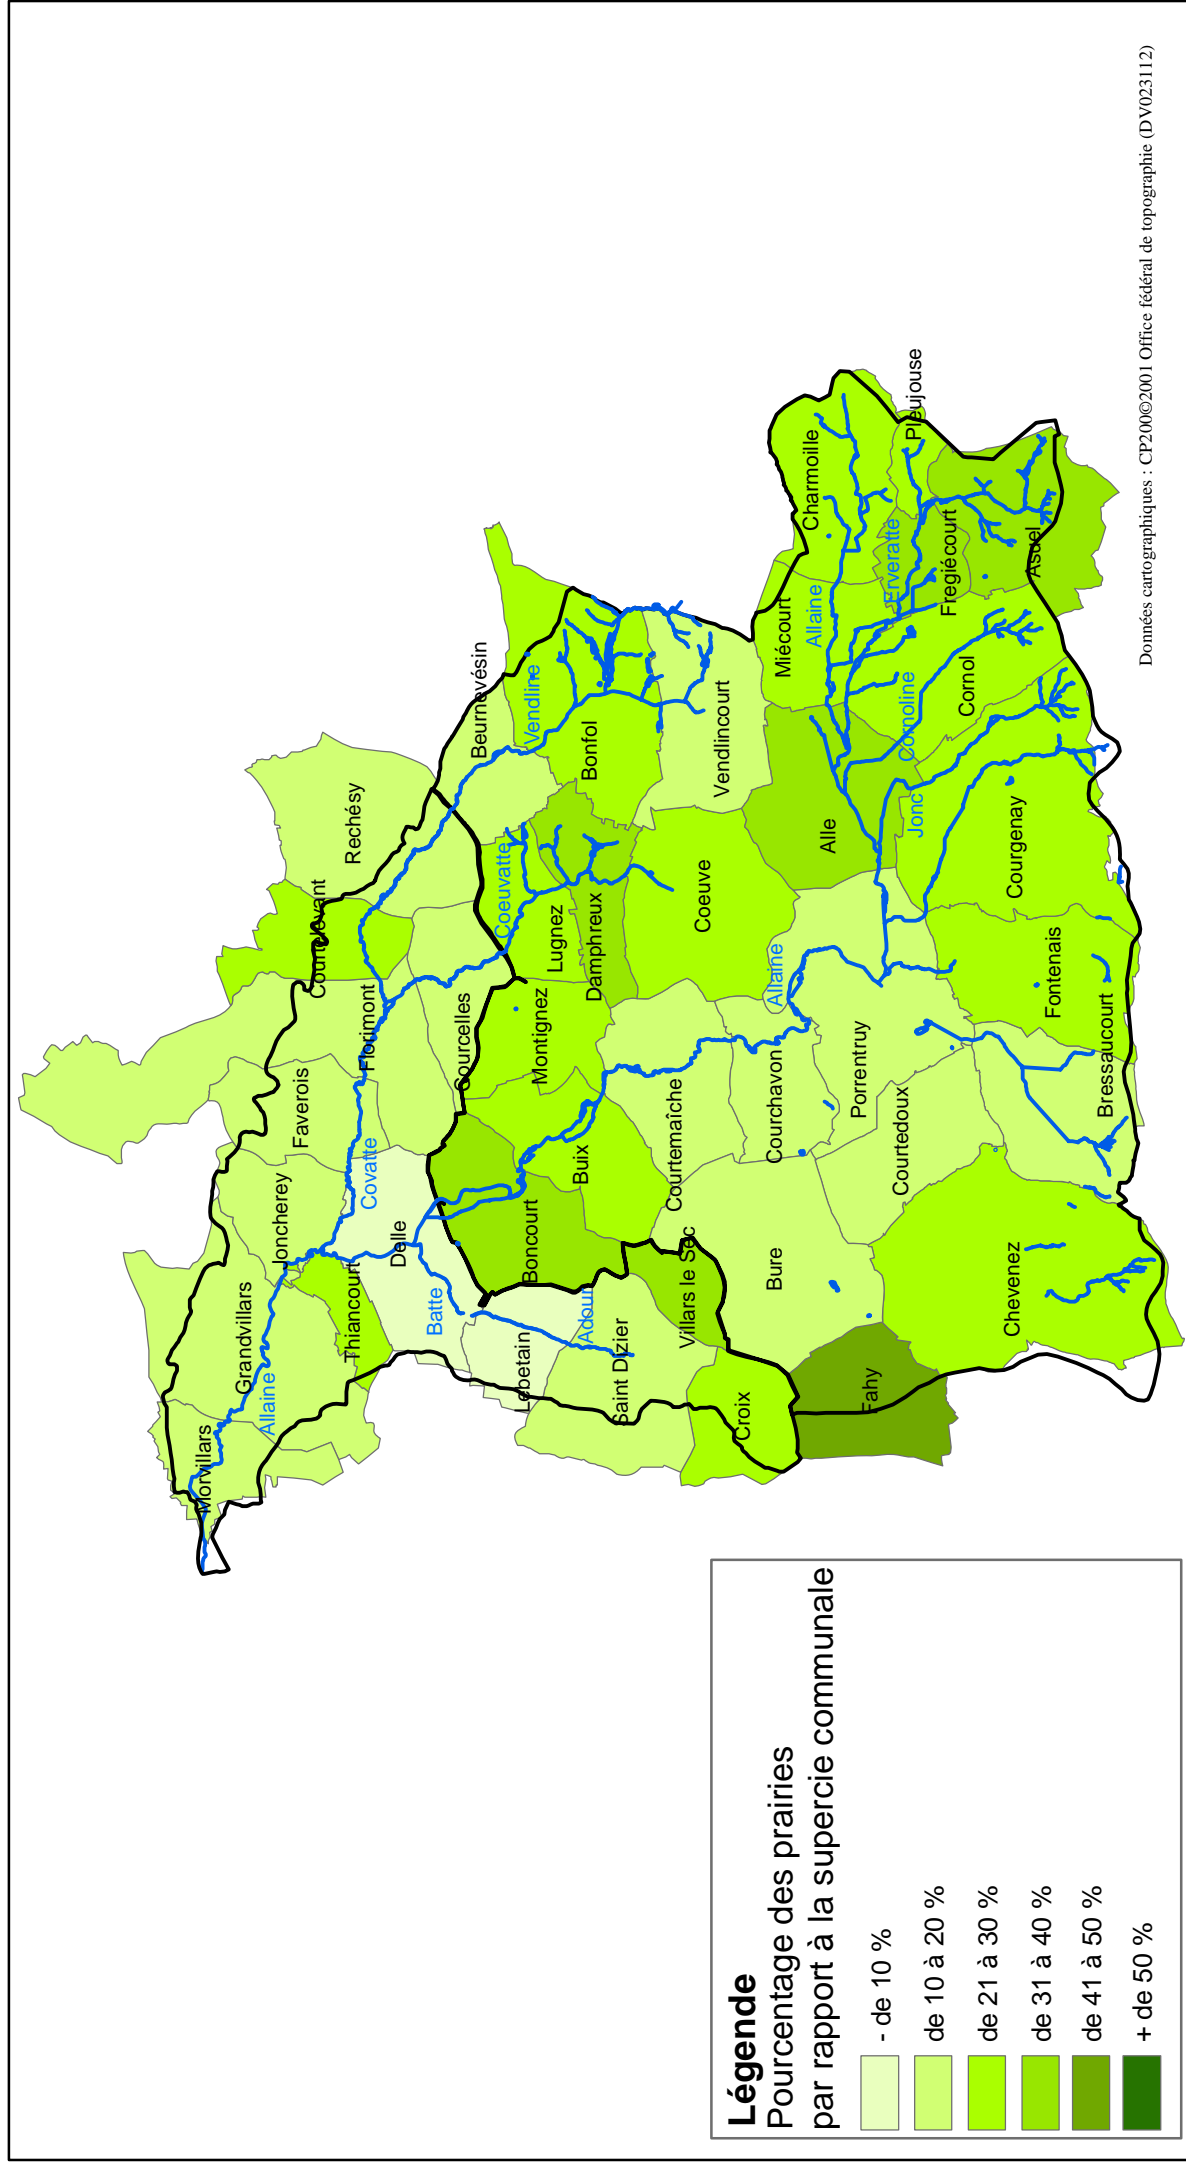 Morvillars
Allaine
Grandvillars
Thiancourt
Joncherey
Faverois
Covatte
Delle
Batte
Florimont
Courtelevant
Rechésy
Courcelles
Beurnevésin
Vendline
Coeuvatte
Lebetain
Adour
Saint Dizier
Boncourt
Buix
Montignez
Lugnez
Damphreux
Bonfol
Villars le Sec
Croix
Courtemaîche
Coeuve
Vendlincourt
Bure
Courchavon
Allaine
Miécourt
Allaine
Charmoille
Fahy
Porrentruy
Courtedoux
Alle
Jonc
Cornoline
Erveratte
Pleujouse
Fregiécourt
Cornol
Asuel
Chevenez
Bressaucourt
Fontenais
Courgenay
Légende
Pourcentage des prairies
par rapport à la supercie communale
- de 10 %
de 10 à 20 %
de 21 à 30 %
de 31 à 40 %
de 41 à 50 %
+ de 50 %
Données cartographiques : CP200©2001 Office fédéral de topographie (DV023112)